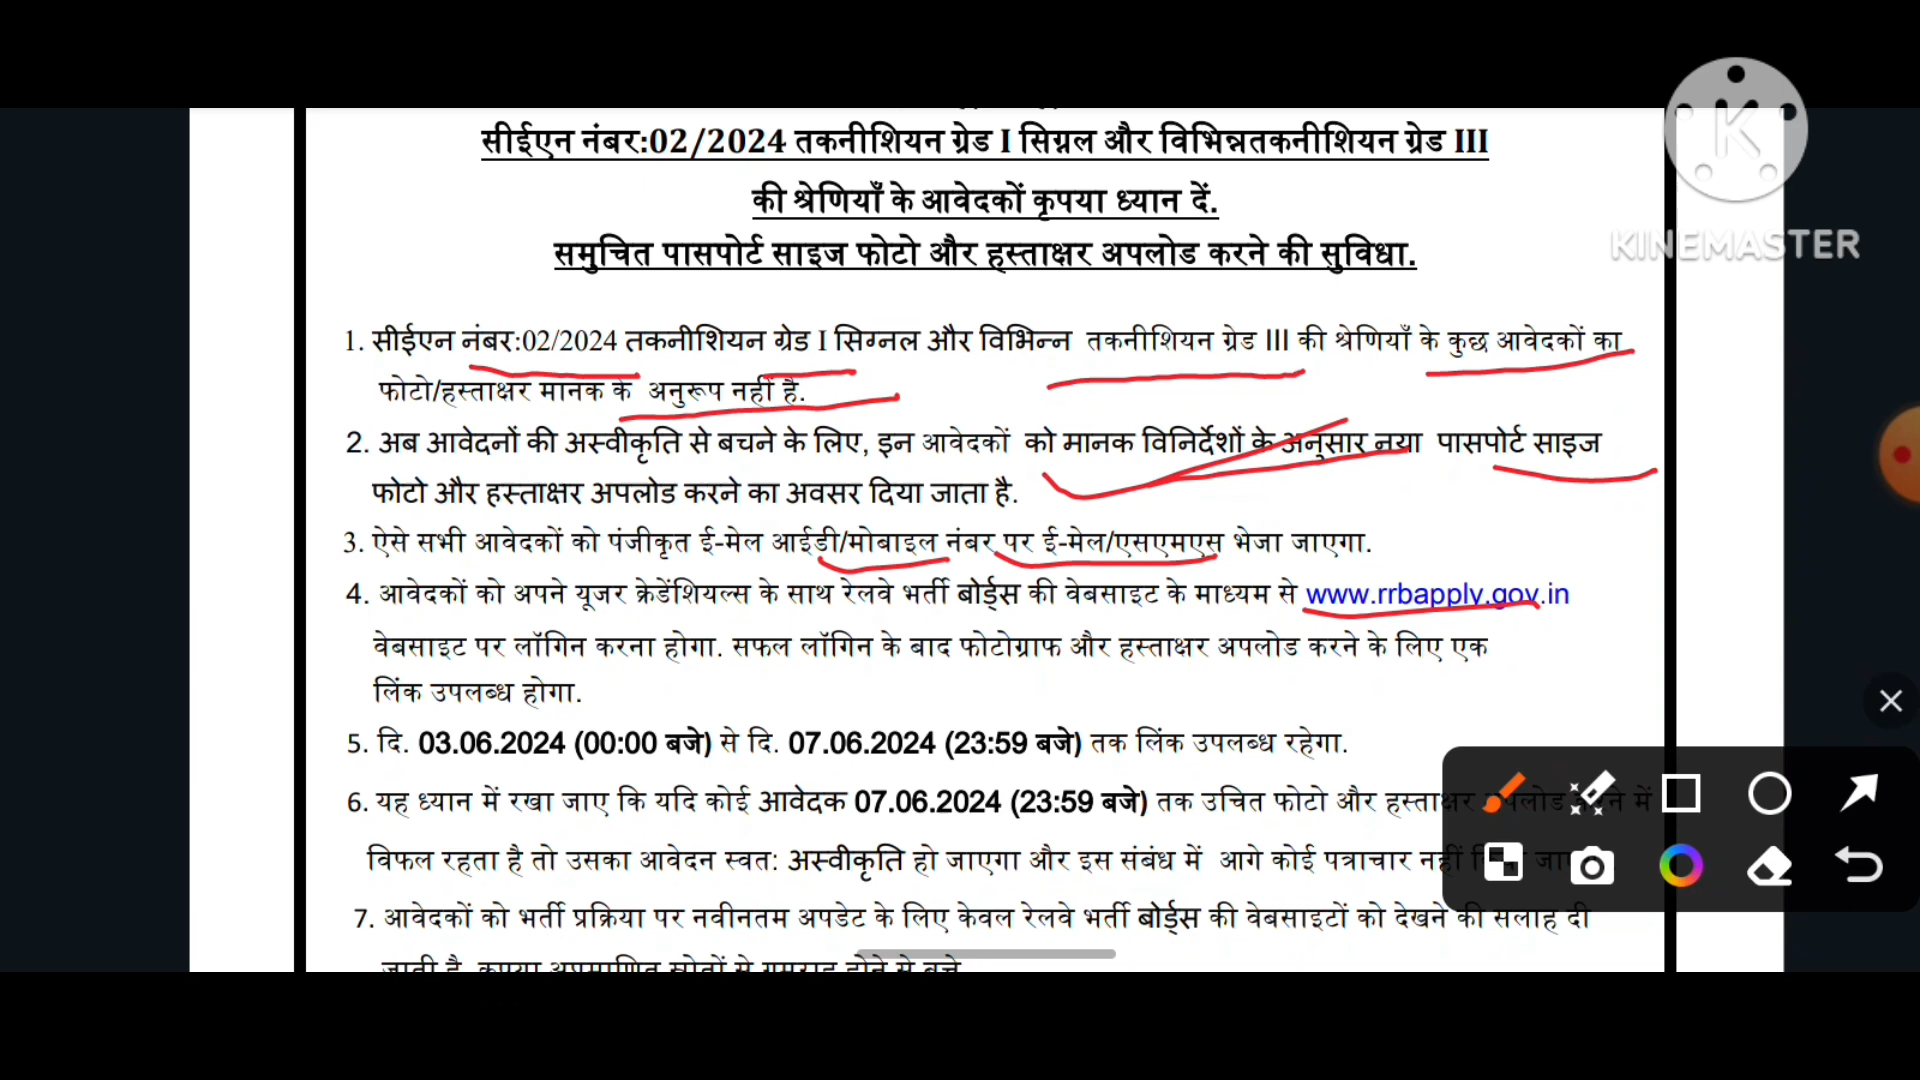 सीईएन नंबर:02/2024 तकनीशियन ग्रेड I सिग्नल और विभिन्नतकनीशियन ग्रेड III
की श्रेणियाँ के आवेदकों कृपया ध्यान दें.
समुचित पासपोर्ट साइज फोटो और हस्ताक्षर अपलोड करने की सुविधा.
K
KINEMASTER
1. सीईएन नंबर:02/2024 तकनीशियन ग्रेड I सिग्नल और विभिन्न तकनीशियन ग्रेड III की श्रेणियाँ के कुछ आवेदकों का
फोटो/हस्ताक्षर मानक के अनुरूप नहीं है.
2. अब आवेदनों की अस्वीकृति से बचने के लिए, इन आवेदकों को मानक विनिर्देशों के अनुसार नया पासपोर्ट साइज
फोटो और हस्ताक्षर अपलोड करने का अवसर दिया जाता है.
3. ऐसे सभी आवेदकों को पंजीकृत ई-मेल आईडी/मोबाइल नंबर पर ई-मेल/एसएमएस भेजा जाएगा.
4. आवेदकों को अपने यूजर क्रेडेंशियल्स के साथ रेलवे भर्ती बोर्ड्स की वेबसाइट के माध्यम से www.rrbapply.gov.in
वेबसाइट पर लॉगिन करना होगा. सफल लॉगिन के बाद फोटोग्राफ और हस्ताक्षर अपलोड करने के लिए एक
लिंक उपलब्ध होगा.
5. दि. 03.06.2024 (00:00 बजे) से दि. 07.06.2024 (23:59 बजे) तक लिंक उपलब्ध रहेगा.
6. यह ध्यान में रखा जाए कि यदि कोई आवेदक 07.06.2024 (23:59 बजे) तक उचित फोटो और हस्ताक्षर अपलोड करने में
विफल रहता है तो उसका आवेदन स्वत: अस्वीकृति हो जाएगा और इस संबंध में आगे कोई पत्राचार नहीं
7. आवेदकों को भर्ती प्रक्रिया पर नवीनतम अपडेट के लिए केवल रेलवे भर्ती बोर्ड्स की वेबसाइटों को देखने की सलाह दी
जाती है. कृपया अप्रमाणित स्रोतों से गुमराह होने से बचे